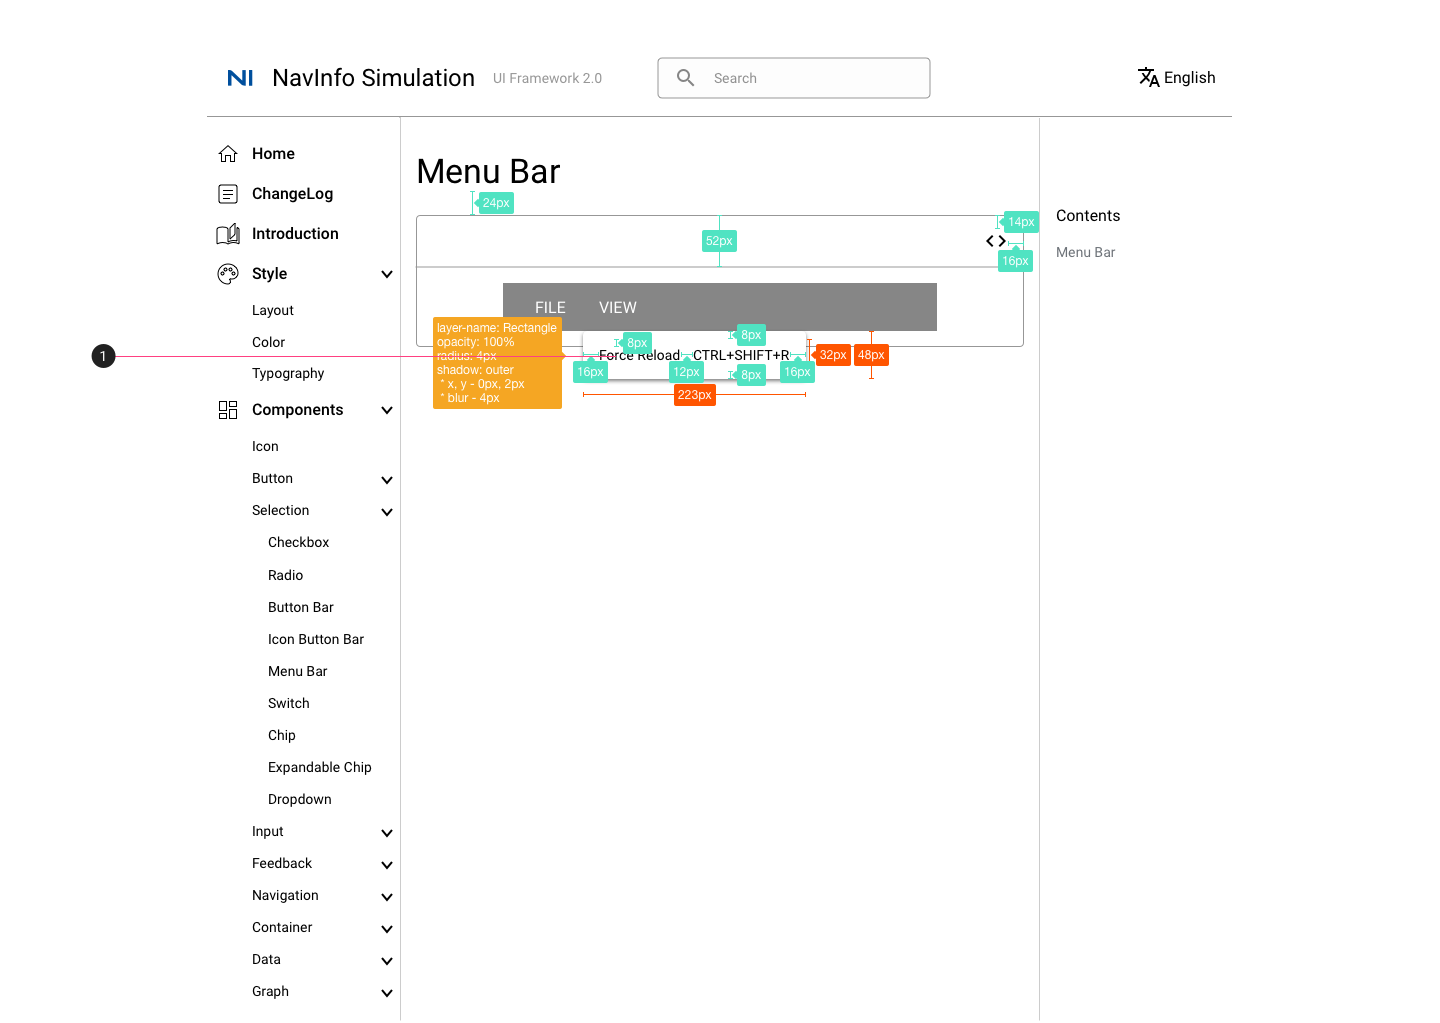 NI NavInfo Simulation UI Framework 2.0 Search English
Home
ChangeLog
Introduction
Style
Layout
Color
Typography
Components
Icon
Button
Selection
Checkbox
Radio
Button Bar
Icon Button Bar
Menu Bar
Switch
Chip
Expandable Chip
Dropdown
Input
Feedback
Navigation
Container
Data
Graph
1
Menu Bar
24px
52px
14px
16px
FILE VIEW
layer-name: Rectangle
opacity: 100%
radius: 4px
shadow: outer
* x, y - 0px, 2px
* blur - 4px
8px
8px
Force Reload CTRL+SHIFT+R
32px 48px
16px 12px 8px 16px
223px
Contents
Menu Bar